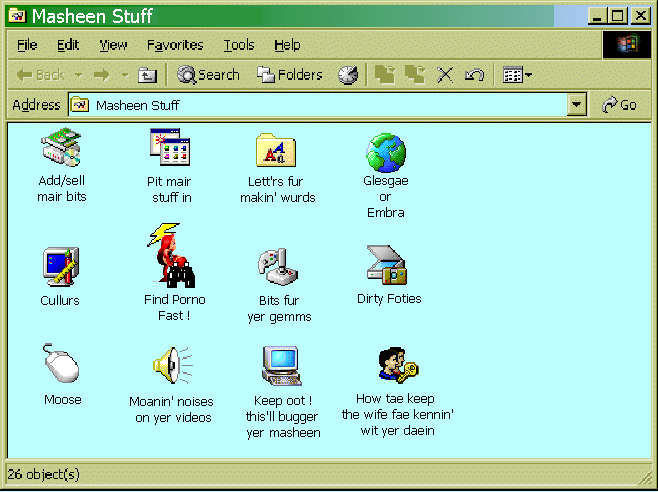 Masheen Stuff
File Edit View Favorites Tools Help
Back Search Folders
Address Masheen Stuff Go
Add/sell
mair bits
Pit mair
stuff in
Lett'rs fur
makin' wurds
Glesgae
or
Embra
Cullurs
Find Porno
Fast !
Bits fur
yer gemms
Dirty Foties
Moose
Moanin' noises
on yer videos
Keep oot !
this'll bugger
yer masheen
How tae keep
the wife fae kennin'
wit yer daein
26 object(s)